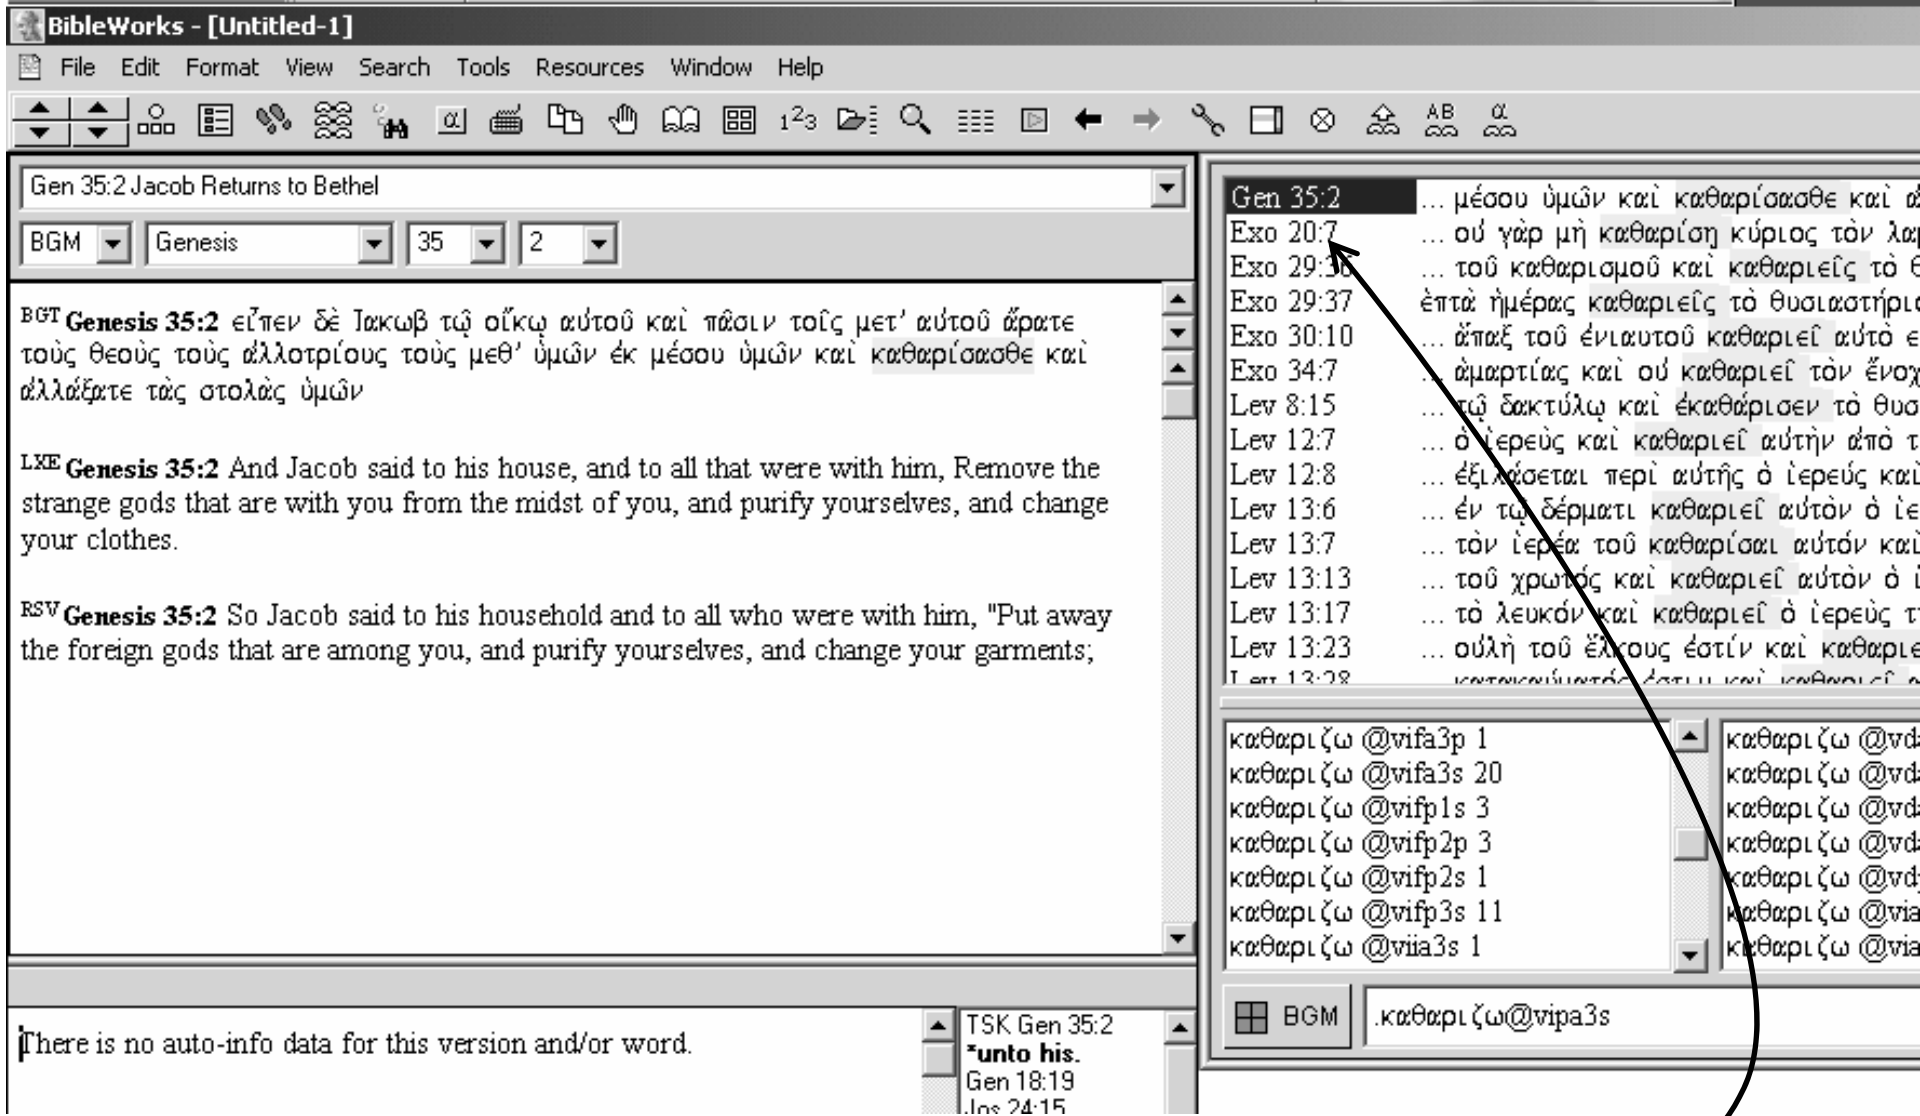 BibleWorks - [Untitled-1]
File Edit Format View Search Tools Resources Window Help
Gen 35:2 Jacob Returns to Bethel
BGM Genesis 35 2
BGT Genesis 35:2 εἶπεν δὲ Ιακωβ τῷ οἴκῳ αὐτοῦ καὶ πᾶσιν τοῖς μετ’ αὐτοῦ ἄρατε
τοὺς θεοὺς τοὺς ἀλλοτρίους τοὺς μεθ’ ὑμῶν ἐκ μέσου ὑμῶν καὶ καθαρίσασθε καὶ
ἀλλάξατε τὰς στολὰς ὑμῶν
LXE Genesis 35:2 And Jacob said to his house, and to all that were with him, Remove the
strange gods that are with you from the midst of you, and purify yourselves, and change
your clothes.
RSV Genesis 35:2 So Jacob said to his household and to all who were with him, "Put away
the foreign gods that are among you, and purify yourselves, and change your garments;
There is no auto-info data for this version and/or word.
TSK Gen 35:2
*unto his.
Gen 18:19
Jos 24:15
Gen 35:2 ... μέσου ὑμῶν καὶ καθαρίσασθε καὶ
Exo 20:7 ... οὐ γὰρ μὴ καθαρίσῃ κύριος τὸν
Exo 29:36 ... τοῦ καθαρισμοῦ καὶ καθαριεῖς τὸ
Exo 29:37 ἑπτὰ ἡμέρας καθαριεῖς τὸ
Exo 30:10 ... ἅπαξ τοῦ ἐνιαυτοῦ καθαριεῖ αὐτὸ
Exo 34:7 ... ἁμαρτίας καὶ οὐ καθαριεῖ τὸν
Lev 8:15 ... τῷ δακτύλῳ καὶ ἐκαθάρισεν τὸ
Lev 12:7 ... ὁ ἱερεὺς καὶ καθαριεῖ αὐτὴν ἀπὸ
Lev 12:8 ... ἐξιλάσεται περὶ αὐτῆς ὁ ἱερεύς καὶ
Lev 13:6 ... ἐν τῷ δέρματι καθαριεῖ αὐτὸν ὁ
Lev 13:7 ... τὸν ἱερέα τοῦ καθαρίσαι αὐτόν καὶ
Lev 13:13 ... τοῦ χρωτός καὶ καθαριεῖ αὐτὸν ὁ
Lev 13:17 ... τὸ λευκόν καὶ καθαριεῖ ὁ ἱερεὺς
Lev 13:23 ... οὐλὴ τοῦ ἕλκους ἐστίν καὶ
Lev 13:28
καθαριζω @vifa3p 1
καθαριζω @vifa3s 20
καθαριζω @vifp1s 3
καθαριζω @vifp2p 3
καθαριζω @vifp2s 1
καθαριζω @vifp3s 11
καθαριζω @viia3s 1
καθαριζω
καθαριζω
καθαριζω
καθαριζω
καθαριζω
καθαριζω
καθαριζω
BGM .καθαριζω@vipa3s